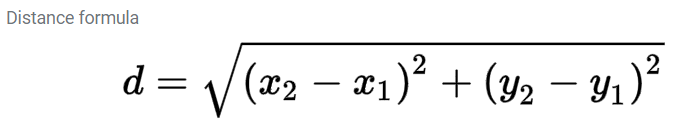 Distance formula
d = √(x₂ − x₁)² + (y₂ − y₁)²